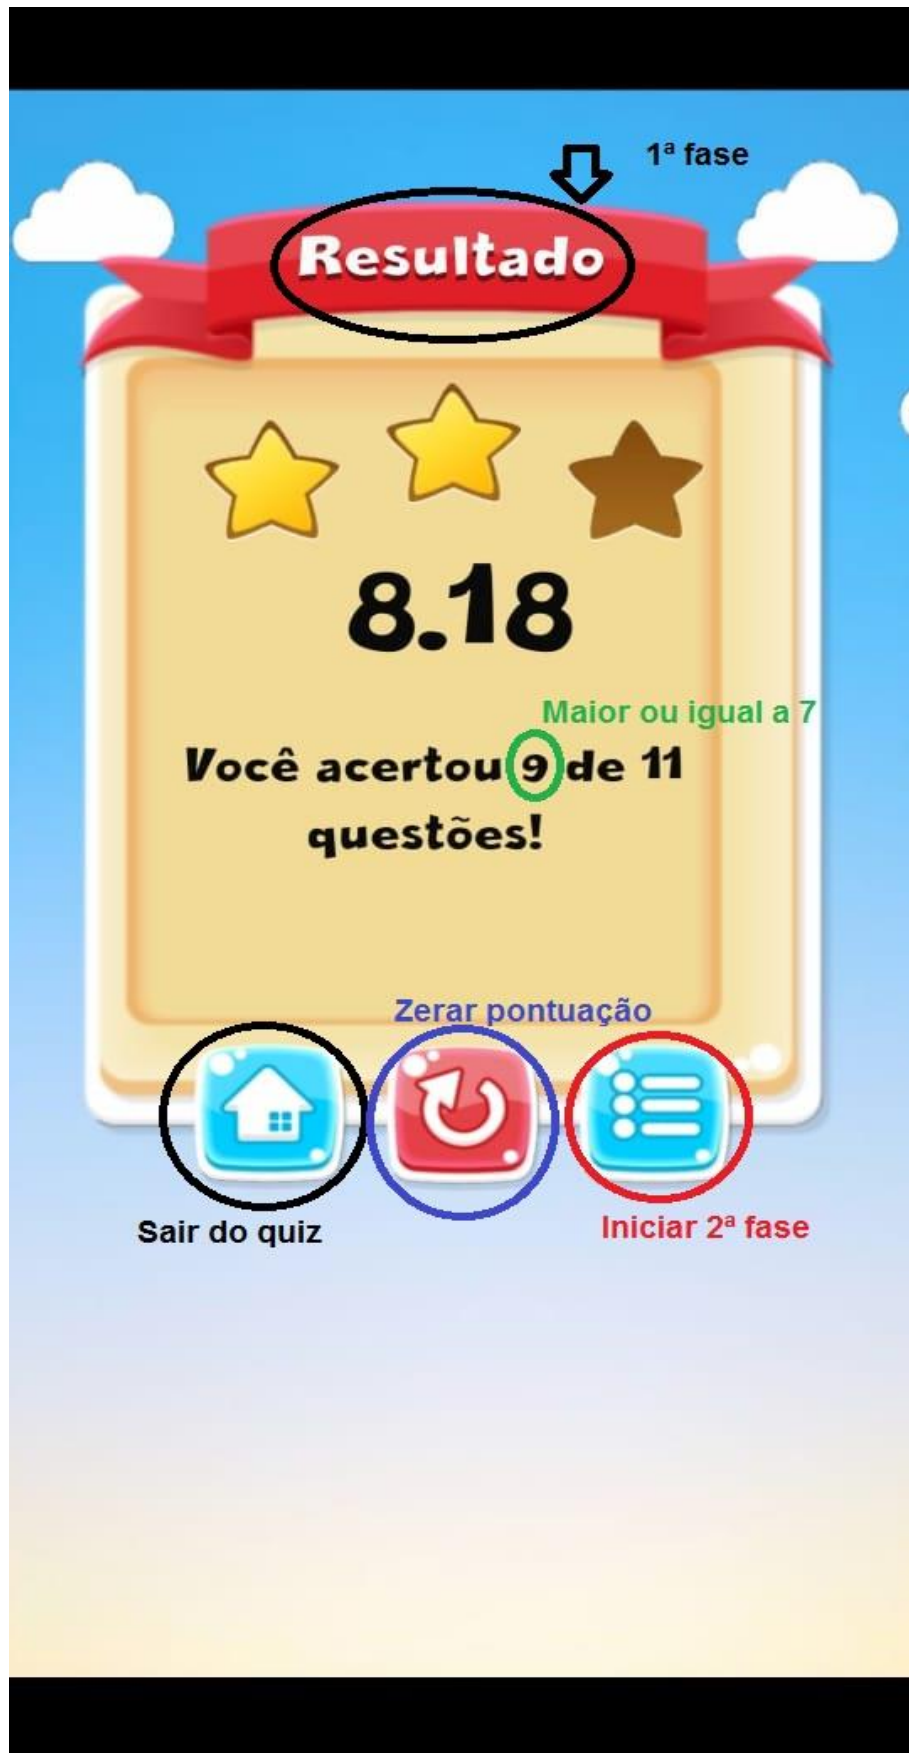 1ª fase
Resultado
8.18
Maior ou igual a 7
Você acertou 9 de 11
questões!
Zerar pontuação
Sair do quiz
Iniciar 2ª fase